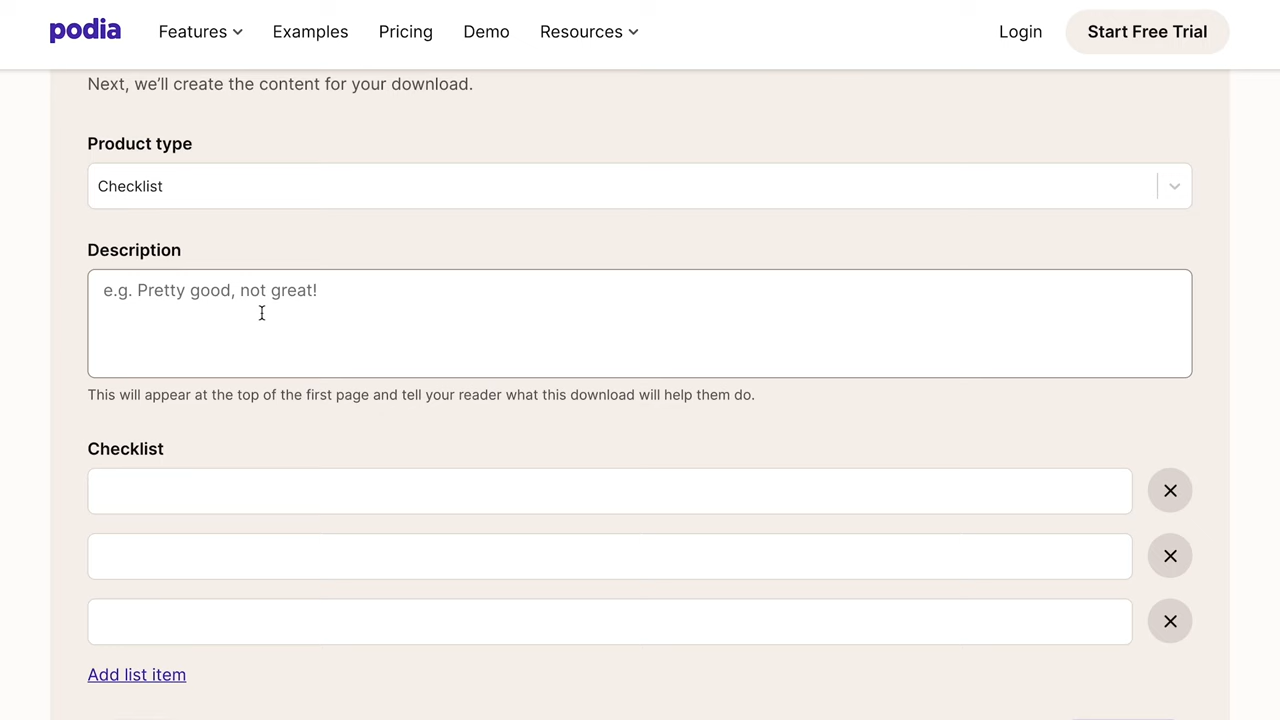 podia Features Examples Pricing Demo Resources Login Start Free Trial
Next, we’ll create the content for your download.
Product type
Checklist
Description
e.g. Pretty good, not great!
This will appear at the top of the first page and tell your reader what this download will help them do.
Checklist
Add list item